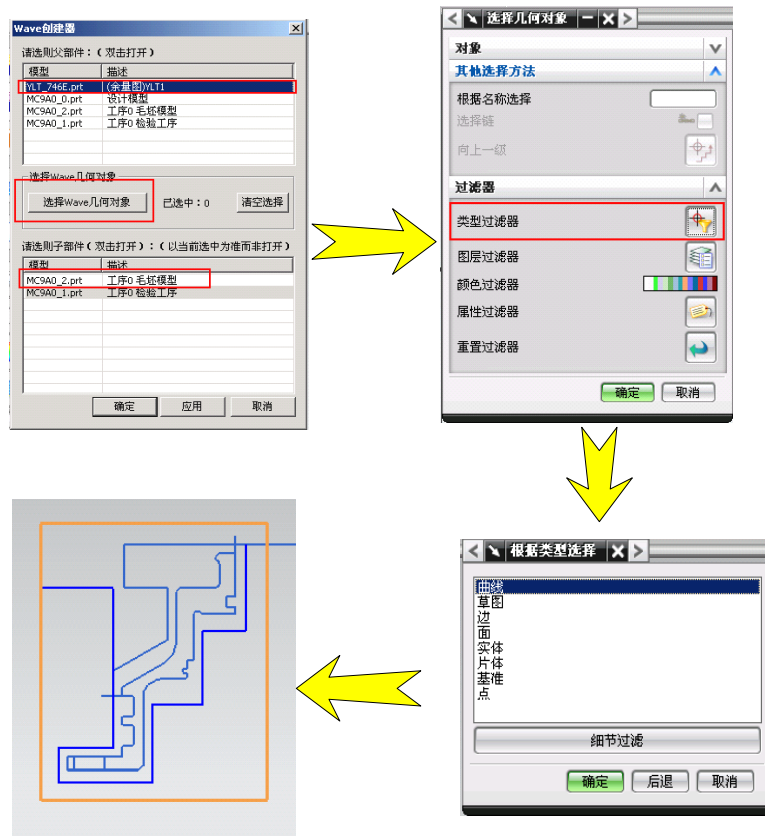 Wave创建器
请选则父部件：（双击打开）
模型 描述
YLT_746E.prt (余量图)YLT1
MC9A0_0.prt 设计模型
MC9A0_2.prt 工序0 毛坯模型
MC9A0_1.prt 工序0 检验工序
选择Wave几何对象
选择Wave几何对象 已选中：0 清空选择
请选则子部件（双击打开）：（以当前选中为准而非打开）
模型 描述
MC9A0_2.prt 工序0 毛坯模型
MC9A0_1.prt 工序0 检验工序
确定 应用 取消
选择几何对象
对象
其他选择方法
根据名称选择
选择链
向上一级
过滤器
类型过滤器
图层过滤器
颜色过滤器
属性过滤器
重置过滤器
确定 取消
根据类型选择
曲线
草图
边
面
实体
片体
基准
点
细节过滤
确定 后退 取消